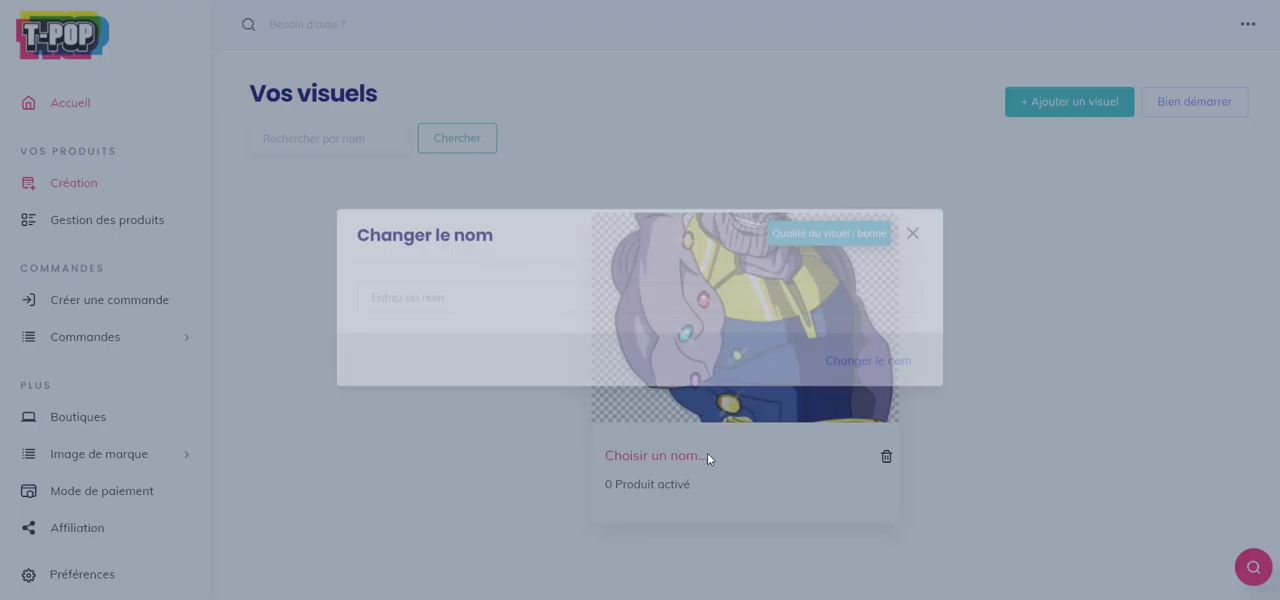 T-POP
Besoin d'aide ?
Accueil
VOS PRODUITS
Création
Gestion des produits
COMMANDES
Créer une commande
Commandes
PLUS
Boutiques
Image de marque
Mode de paiement
Affiliation
Préférences
Vos visuels
+ Ajouter un visuel
Bien démarrer
Rechercher par nom
Chercher
Changer le nom
Qualité du visuel : bonne
Entrez un nom
Changer le nom
Choisir un nom...
0 Produit activé